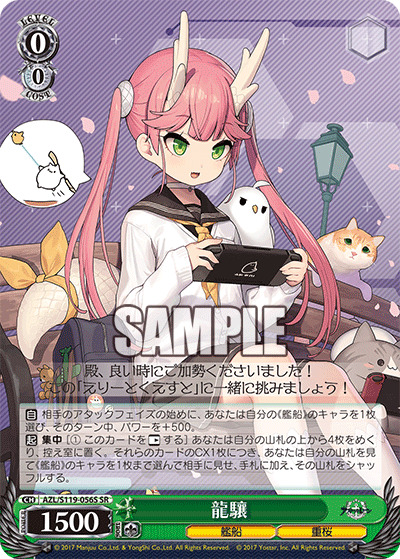 LEVEL
0
0
COST
SAMPLE
殿、良い時にご加勢くださいました!
この「えりーとくえすと」に一緒に挑みましょう!
自 相手のアタックフェイズの始めに、あなたは自分の《艦船》のキャラを1枚
選び、そのターン中、パワーを+500。
起 集中 [① このカードをする] あなたは自分の山札の上から4枚をめく
り、控え室に置く。それらのカードのCX1枚につき、あなたは自分の山札を
見て《艦船》のキャラを1枚まで選んで相手に見せ、手札に加え、その山札をシャッ
フルする。
CH AZL/S119-056S SR
龍驤
POWER
1500
艦船
重桜
© 2017 Manjuu Co.,Ltd. & YongShi Co.,Ltd. All Rights Reserved. © 2017 Yostar, Inc. All Rights Reserved.